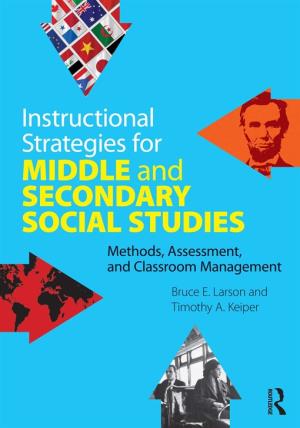 Instructional
Strategies for
MIDDLE and
SECONDARY
SOCIAL STUDIES
Methods, Assessment,
and Classroom Management
Bruce E. Larson and
Timothy A. Keiper
ROUTLEDGE